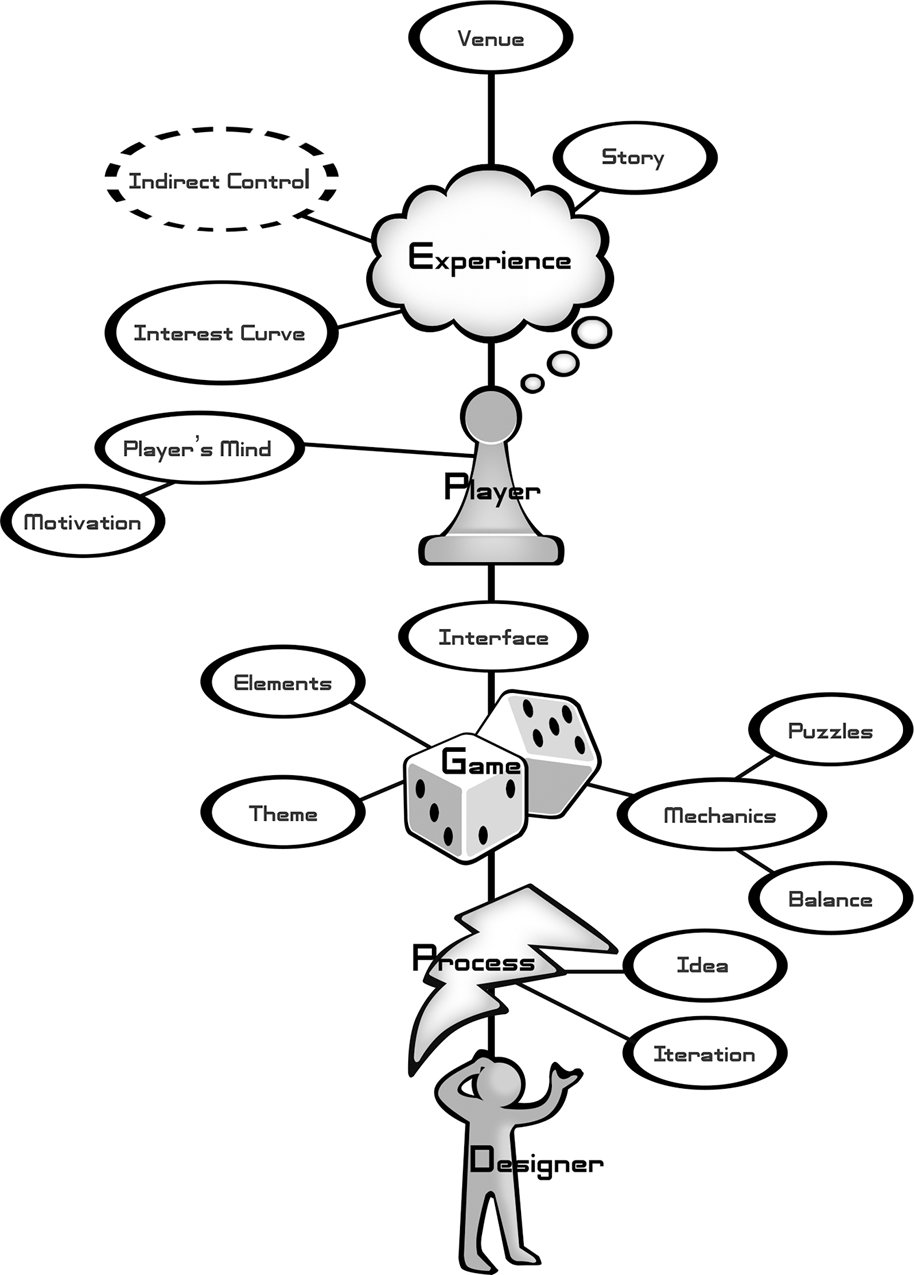 Venue
Story
Indirect Control
Experience
Interest Curve
Player's Mind
Player
Motivation
Interface
Elements
Puzzles
Game
Theme
Mechanics
Balance
Process
Idea
Iteration
Designer